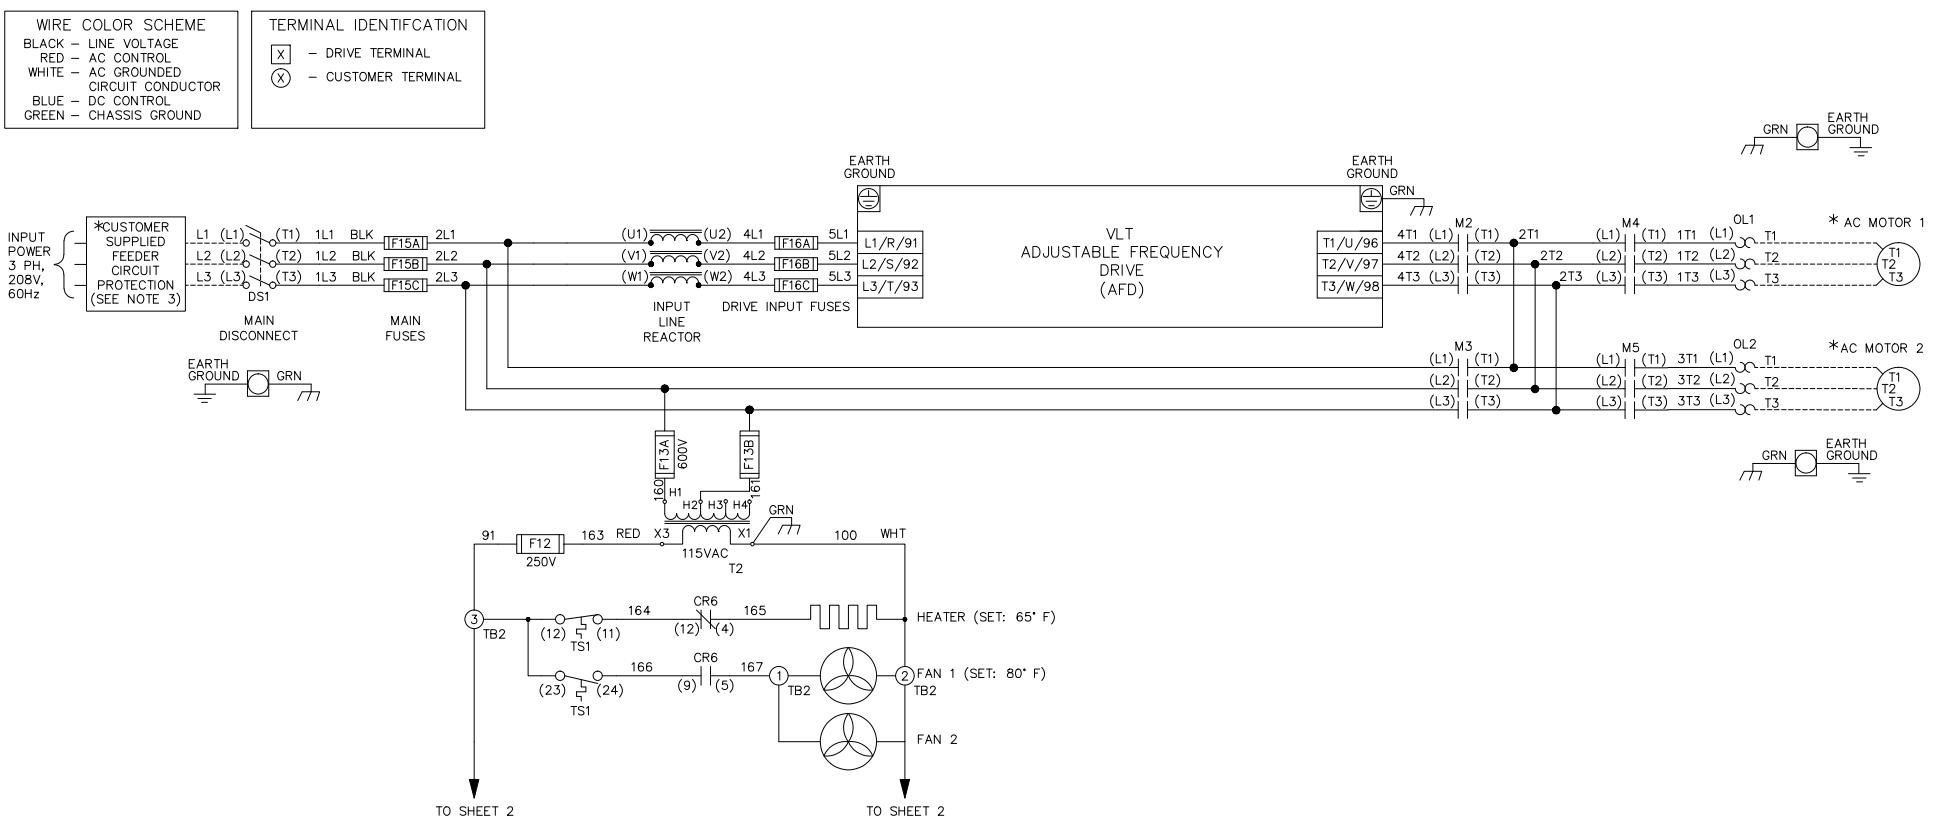 WIRE COLOR SCHEME
BLACK – LINE VOLTAGE
RED – AC CONTROL
WHITE – AC GROUNDED
CIRCUIT CONDUCTOR
BLUE – DC CONTROL
GREEN – CHASSIS GROUND
TERMINAL IDENTIFCATION
X – DRIVE TERMINAL
X – CUSTOMER TERMINAL
GRN
EARTH
GROUND
EARTH
GROUND
EARTH
GROUND
GRN
INPUT
POWER
3 PH,
208V,
60Hz
*CUSTOMER
SUPPLIED
FEEDER
CIRCUIT
PROTECTION
(SEE NOTE 3)
L1 (L1) (T1) 1L1 BLK F15A 2L1
L2 (L2) (T2) 1L2 BLK F15B 2L2
L3 (L3) (T3) 1L3 BLK F15C 2L3
DS1
MAIN
DISCONNECT
MAIN
FUSES
(U1) (U2) 4L1 F16A 5L1 L1/R/91
(V1) (V2) 4L2 F16B 5L2 L2/S/92
(W1) (W2) 4L3 F16C 5L3 L3/T/93
INPUT
LINE
REACTOR
DRIVE INPUT FUSES
VLT
ADJUSTABLE FREQUENCY
DRIVE
(AFD)
M2 M4 OL1 * AC MOTOR 1
T1/U/96 4T1 (L1) (T1) 2T1 (L1) (T1) 1T1 (L1) T1
T2/V/97 4T2 (L2) (T2) 2T2 (L2) (T2) 1T2 (L2) T2
T3/W/98 4T3 (L3) (T3) 2T3 (L3) (T3) 1T3 (L3) T3
T1
T2
T3
M3 M5 OL2 *AC MOTOR 2
(L1) (T1) (L1) (T1) 3T1 (L1) T1
(L2) (T2) (L2) (T2) 3T2 (L2) T2
(L3) (T3) (L3) (T3) 3T3 (L3) T3
T1
T2
T3
EARTH
GROUND
GRN
GRN
EARTH
GROUND
F13A
600V
F13B
160
161
H1
H2 H3 H4
GRN
91 F12 163 RED X3 X1 100 WHT
250V
115VAC
T2
3
TB2
(12) (11)
TS1
164
CR6
(12) (4)
165
HEATER (SET: 65° F)
(23) (24)
TS1
166
CR6
(9) (5)
167
1
TB2
2
TB2
FAN 1 (SET: 80° F)
FAN 2
TO SHEET 2
TO SHEET 2